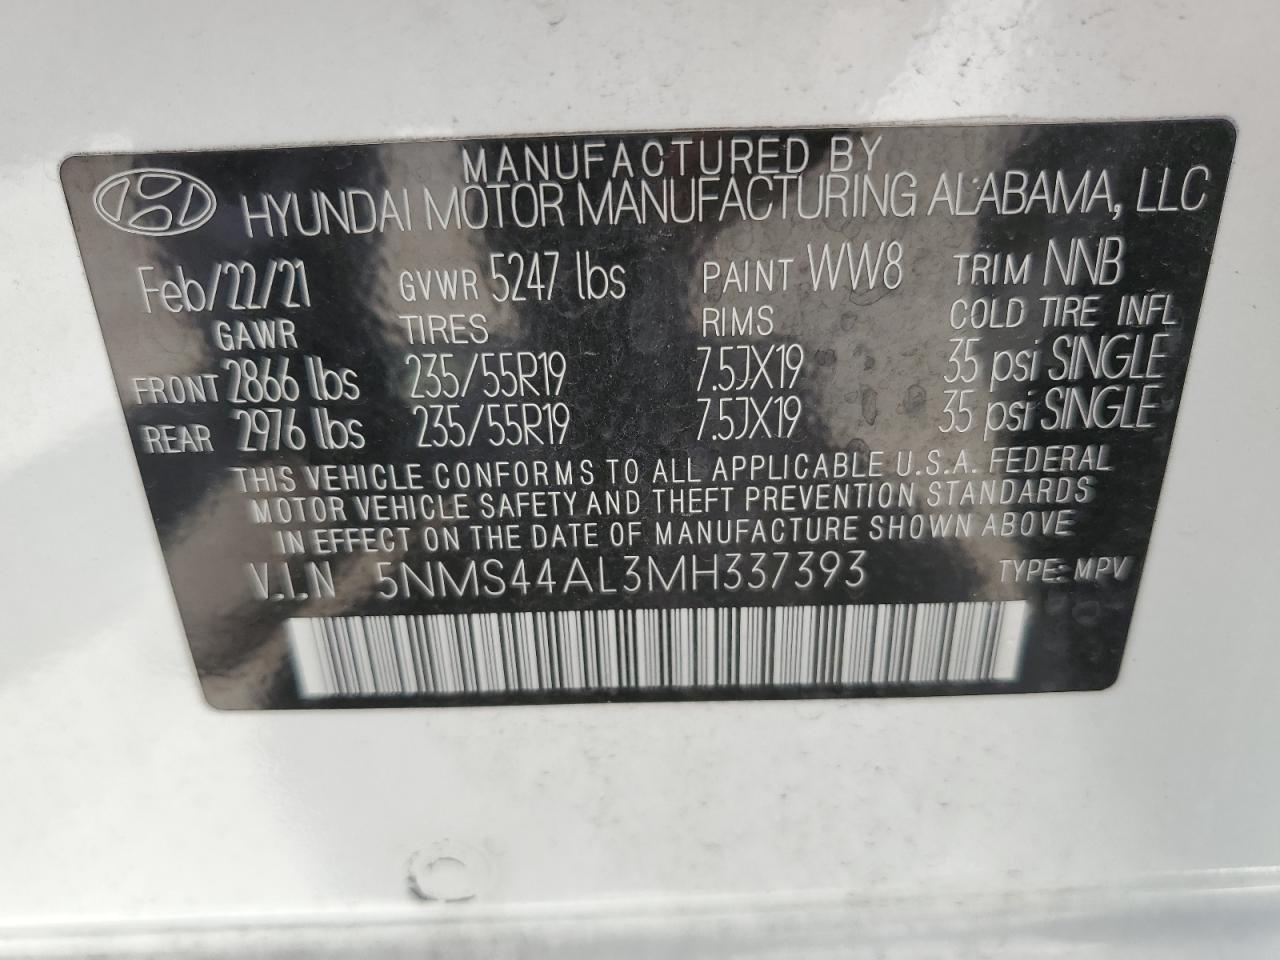 MANUFACTURED BY
HYUNDAI MOTOR MANUFACTURING ALABAMA, LLC
Feb/22/21 GVWR 5247 lbs PAINT WW8 TRIM NNB
GAWR TIRES RIMS COLD TIRE INFL
FRONT 2866 lbs 235/55R19 7.5JX19 35 psi SINGLE
REAR 2976 lbs 235/55R19 7.5JX19 35 psi SINGLE
THIS VEHICLE CONFORMS TO ALL APPLICABLE U.S.A. FEDERAL
MOTOR VEHICLE SAFETY AND THEFT PREVENTION STANDARDS
IN EFFECT ON THE DATE OF MANUFACTURE SHOWN ABOVE
V.I.N 5NMS44AL3MH337393 TYPE: MPV